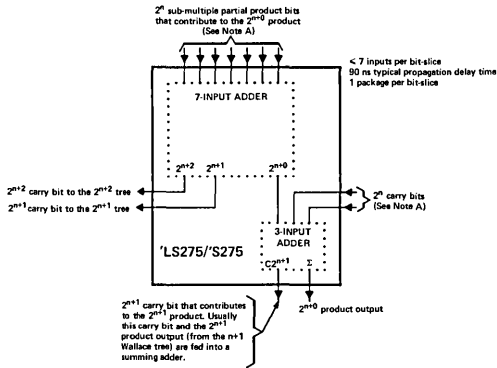 2ⁿ sub-multiple partial product bits
that contribute to the 2ⁿ⁺⁰ product
(See Note A)
≤ 7 inputs per bit-slice
90 ns typical propagation delay time
1 package per bit-slice
7-INPUT ADDER
2ⁿ⁺² 2ⁿ⁺¹ 2ⁿ⁺⁰
2ⁿ⁺² carry bit to the 2ⁿ⁺² tree
2ⁿ⁺¹ carry bit to the 2ⁿ⁺¹ tree
2ⁿ carry bits
(See Note A)
3-INPUT
ADDER
'LS275/'S275
C2ⁿ⁺¹ Σ
2ⁿ⁺⁰ product output
2ⁿ⁺¹ carry bit that contributes
to the 2ⁿ⁺¹ product. Usually
this carry bit and the 2ⁿ⁺¹
product output (from the n+1
Wallace tree) are fed into a
summing adder.